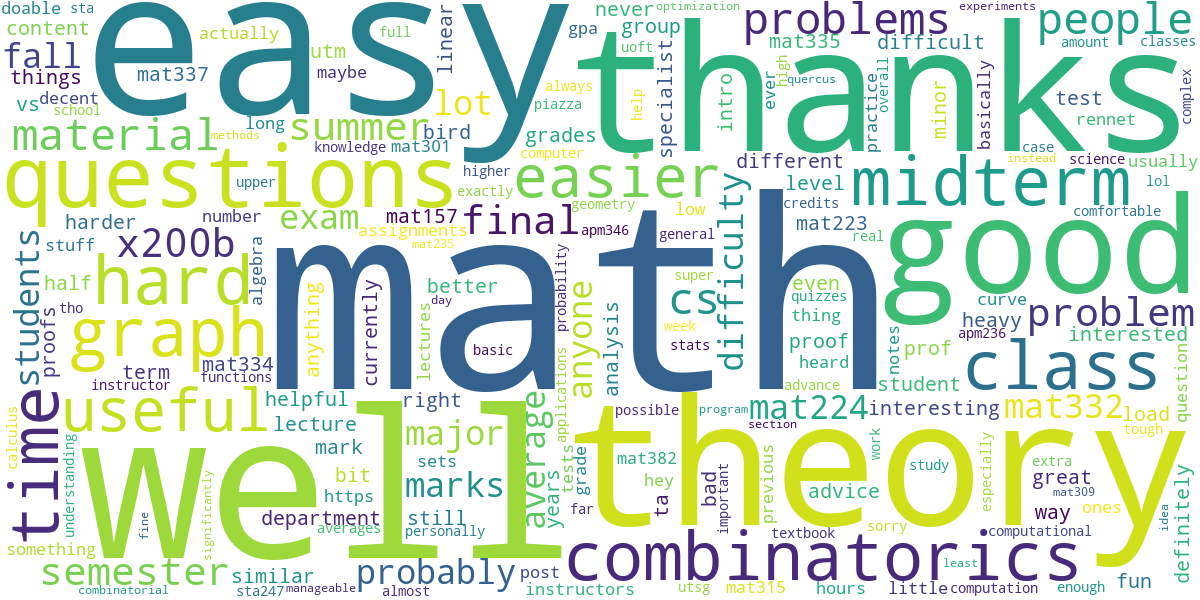 doable
sta
easy
never
optimization
problems
experiments
people
content
actually
full
linear
gpa
group
uoft
mat335
difficult
amount
classes
fall
things
mat337
utm
maybe
thanks
high
quercus
overall
vs
decent
school
long
lot
always
piazza
help
specialist
intro
ever
practice
minor
basically
test
rennet
complex
material
methods
summer
bird
knowledge
mat301
grades
computer
case
instead
science
usually
questions
upper
higher
exactly
easier
geometry
different
level
credits
midterm
lol
comfortable
harder
number
exam
mat157
assignments
mat235
final
apm346
low
general
mat223
real
good
students
stuff
x200b
algebra
math
half
hard
tho
proofs
graph
anything
currently
better
day
lectures
basic
probability
anyone
analysis
super
cs
week
stats
difficulty
even
quizzes
thing
proof
heard
notes
curve
heavy
prof
apm236
problem
interested
term
mat334
instructor
functions
advance
student
class
time
useful
helpful
right
lecture
mark
major
average
applications
possible
program
section
mat224
interesting
mat332
load
tough
question
calculus
understanding
well
sets
bit
marks
https
tests
grade
years
mat382
hey
theory
work
study
especially
extra
great
mat309
something
fine
significantly
department
averages
still
personally
far
ta
bad
important
previous
advice
sorry
textbook
way
ones
idea
definitely
computational
semester
combinatorial
similar
sta247
manageable
probably
almost
post
combinatorics
instructors
utsg
mat315
hours
little
least
computation
enough
fun